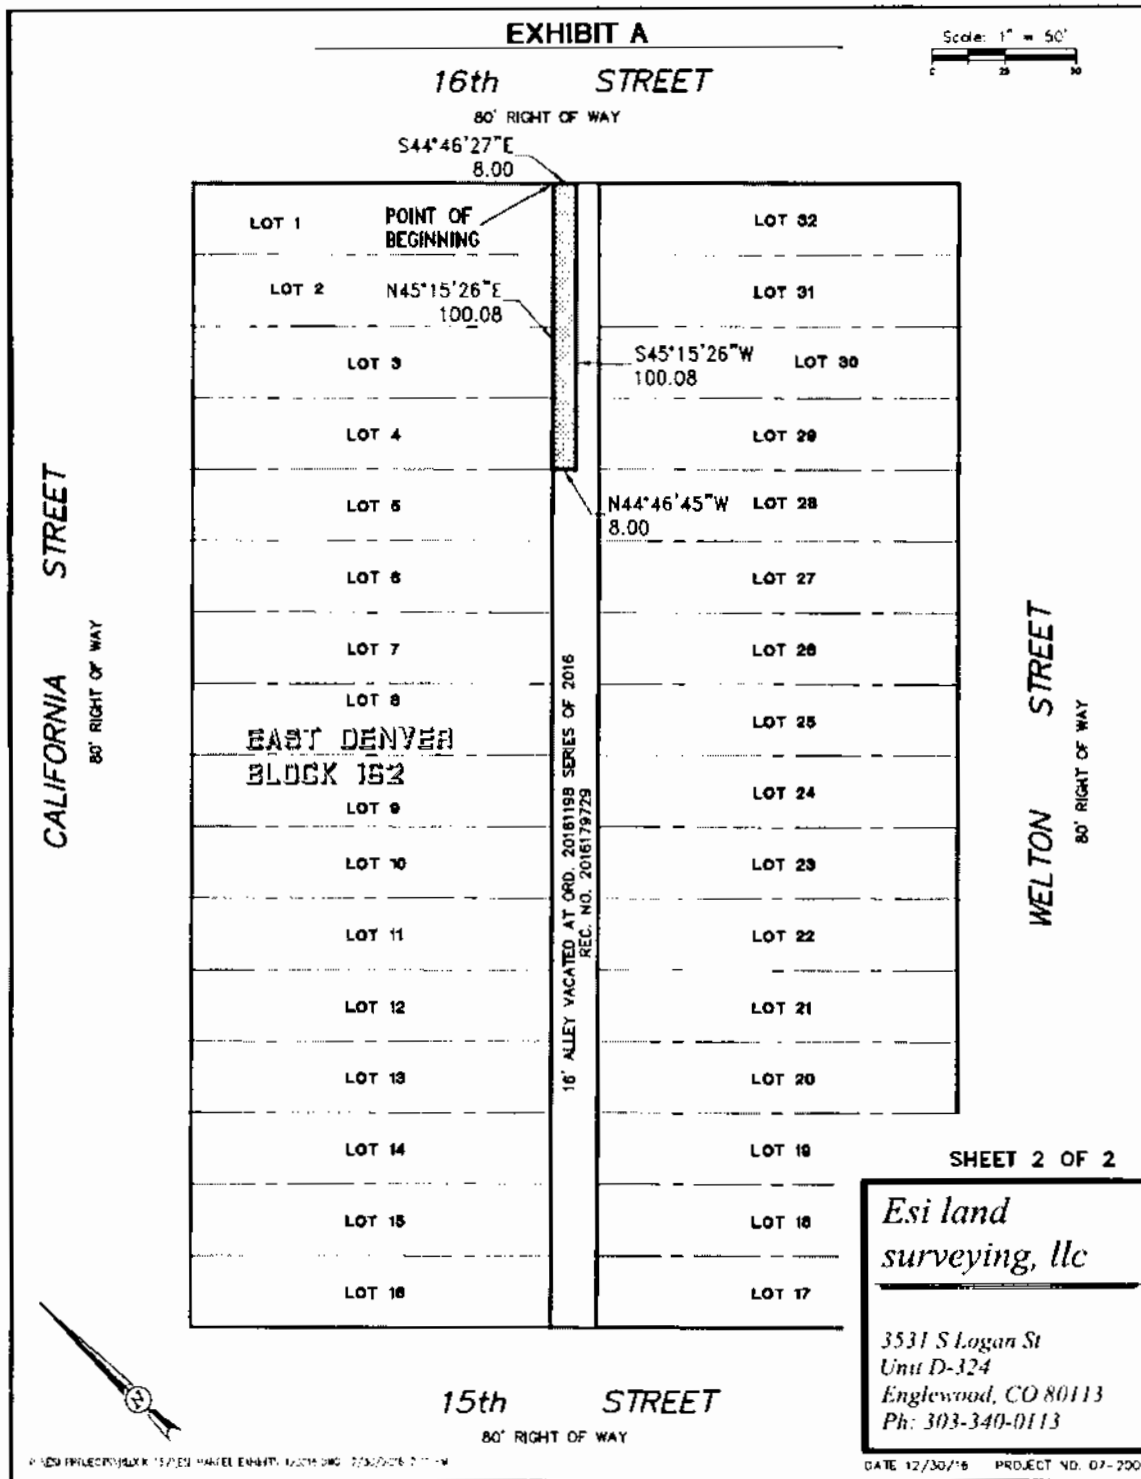 EXHIBIT A
Scale: 1" = 50'
0 25 50
16th STREET
80' RIGHT OF WAY
S44°46'27"E
8.00
POINT OF
BEGINNING
LOT 1
LOT 32
LOT 2
N45°15'26"E
100.08
LOT 31
LOT 3
S45°15'26"W
100.08
LOT 30
LOT 4
LOT 29
LOT 5
N44°46'45"W
8.00
LOT 28
LOT 6
LOT 27
LOT 7
LOT 26
LOT 8
LOT 25
EAST DENVER
BLOCK 162
LOT 9
LOT 24
LOT 10
LOT 23
LOT 11
LOT 22
LOT 12
LOT 21
LOT 13
LOT 20
LOT 14
LOT 19
LOT 15
LOT 18
LOT 16
LOT 17
CALIFORNIA STREET
80' RIGHT OF WAY
16' ALLEY VACATED AT ORD. 20161198 SERIES OF 2016
REC. NO. 2016179729
WELTON STREET
80' RIGHT OF WAY
N
15th STREET
80' RIGHT OF WAY
SHEET 2 OF 2
Esi land
surveying, llc
3531 S Logan St
Unit D-324
Englewood, CO 80113
Ph: 303-340-0113
DATE 12/30/16 PROJECT NO. 07-200